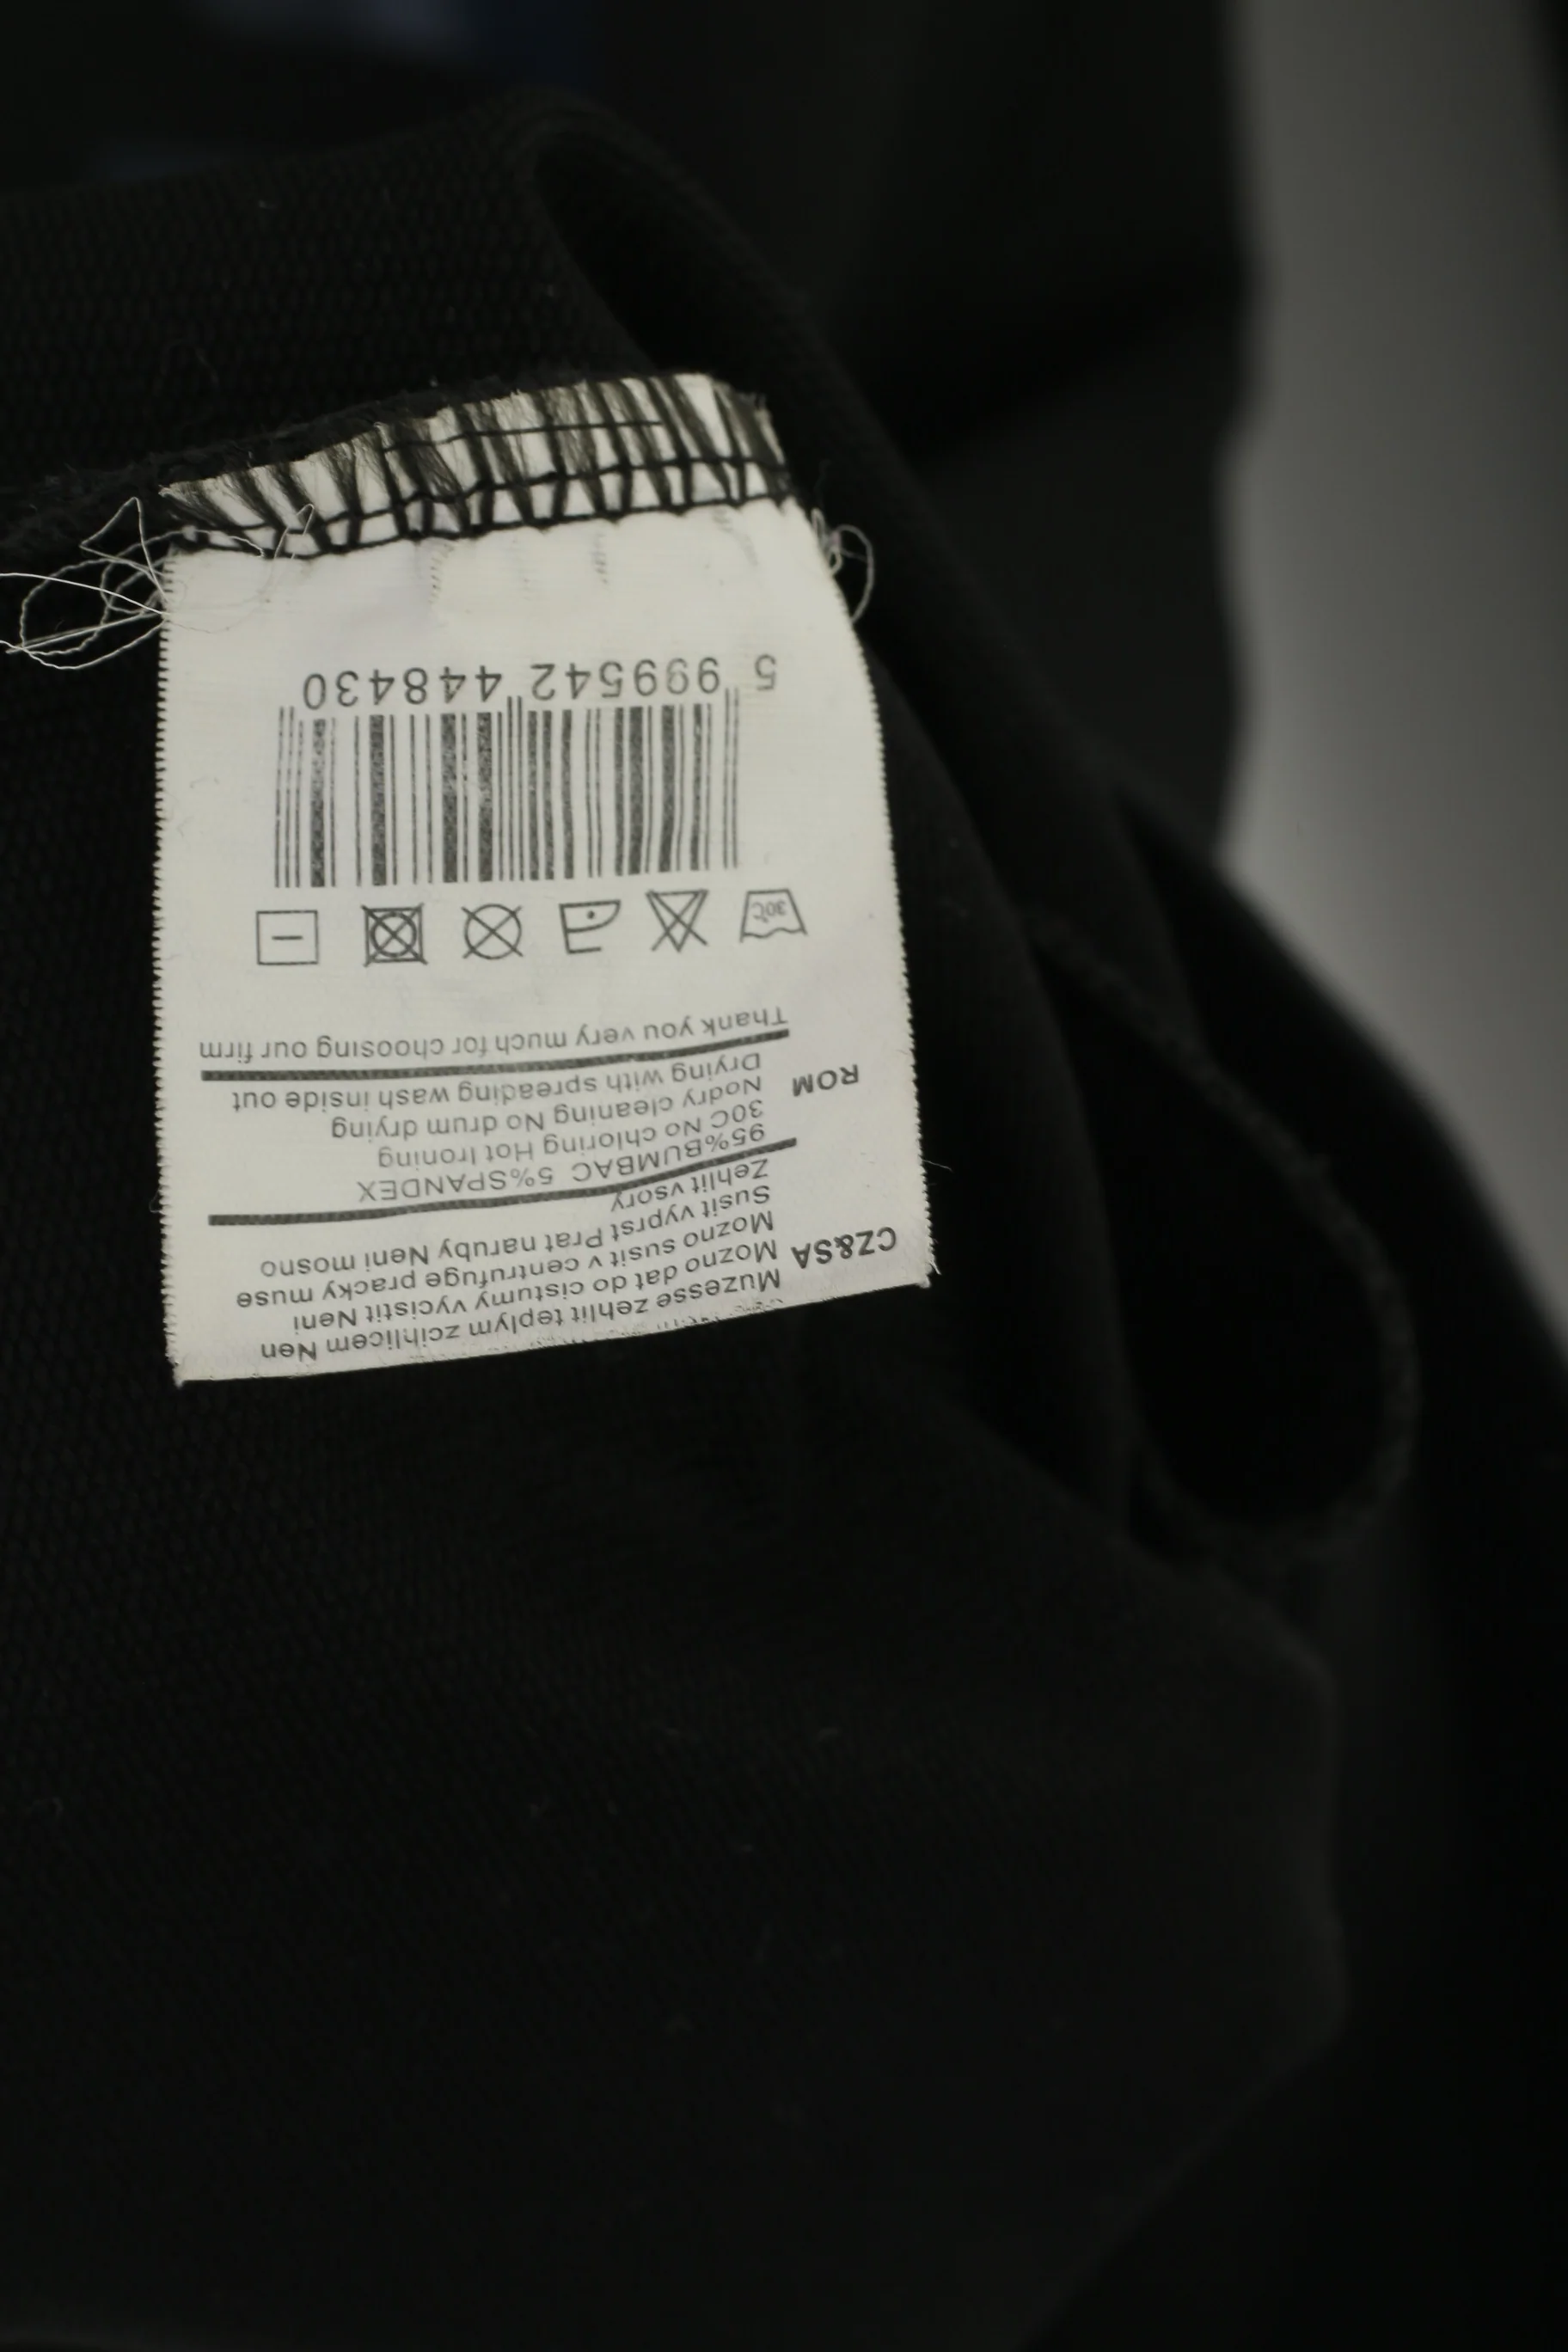 Muzesse zehlit teplym zcihlicem Nen
Mozno dat do cistumy vycistit Neni
CZ&SA Mozno susit v centrufuge pracky muse
Susit vyprst Prat naruby Neni mosno
Zehlit vsory
95%BUMBAC 5%SPANDEX
30C No chloring Hot Ironing
ROM Nodry cleaning No drum drying
Drying with spreading wash inside out
Thank you very much for choosing our firm
30C
5 999542 448430